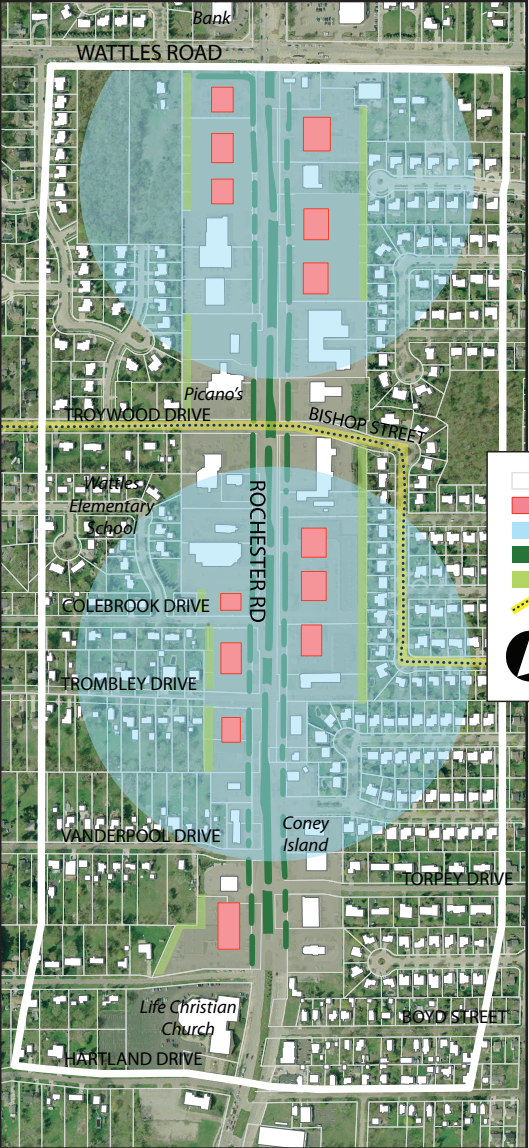 Bank
WATTLES ROAD
Picano's
TROYWOOD DRIVE
BISHOP STREET
Wattles
Elementary
School
ROCHESTER RD
COLEBROOK DRIVE
TROMBLEY DRIVE
Coney
Island
VANDERPOOL DRIVE
TORPEY DRIVE
Life Christian
Church
BOYD STREET
HARTLAND DRIVE